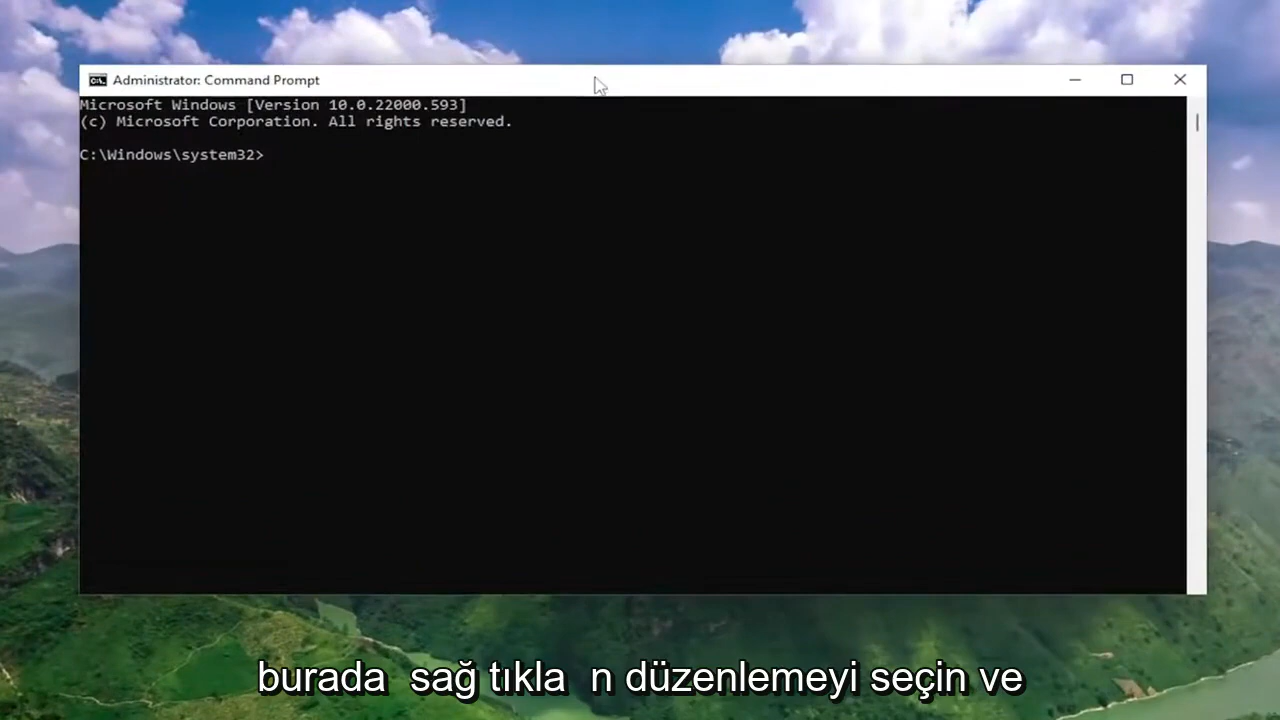 Administrator: Command Prompt
Microsoft Windows [Version 10.0.22000.593]
(c) Microsoft Corporation. All rights reserved.
C:\Windows\system32>
burada  sağ tıkla  n düzenlemeyi seçin ve